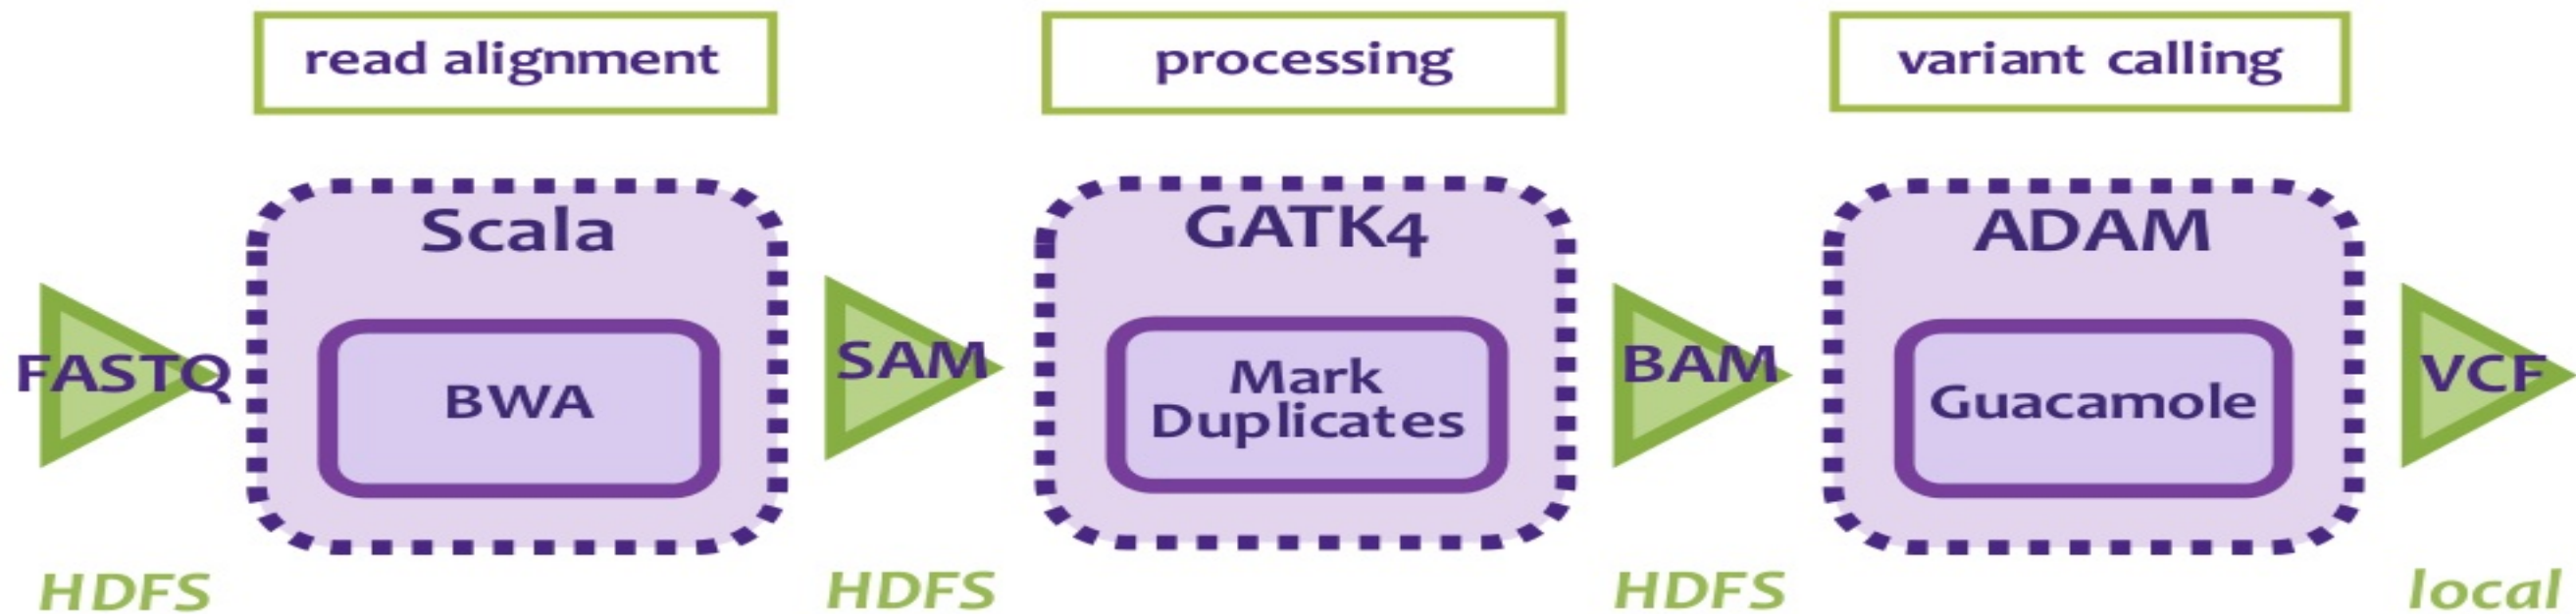 read alignment
processing
variant calling
Scala
GATK4
ADAM
FASTQ
BWA
SAM
Mark
Duplicates
BAM
Guacamole
VCF
HDFS
HDFS
HDFS
local